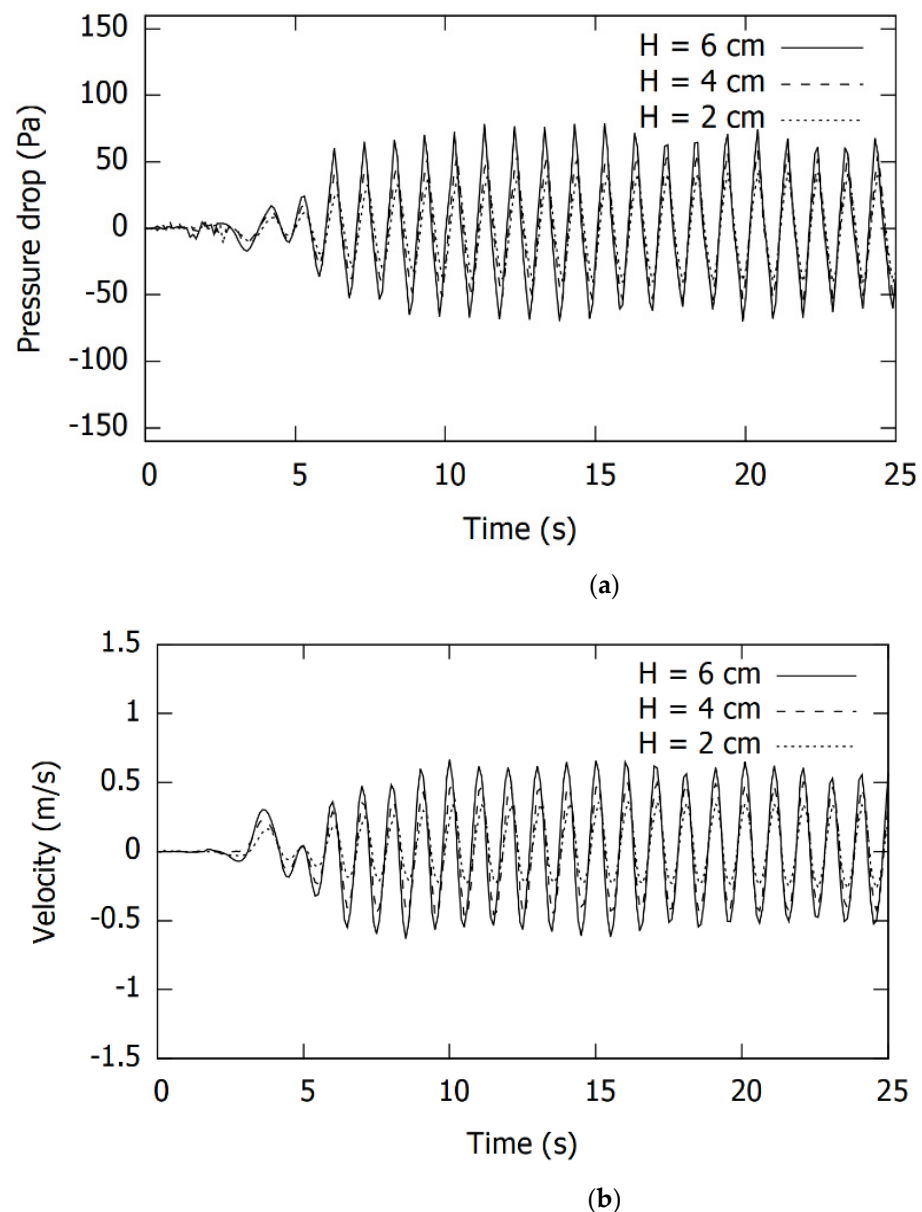 150
100
50
0
-50
-100
-150
Pressure drop (Pa)
H = 6 cm
H = 4 cm
H = 2 cm
0 5 10 15 20 25
Time (s)
(a)
1.5
1
0.5
0
-0.5
-1
-1.5
Velocity (m/s)
H = 6 cm
H = 4 cm
H = 2 cm
0 5 10 15 20 25
Time (s)
(b)